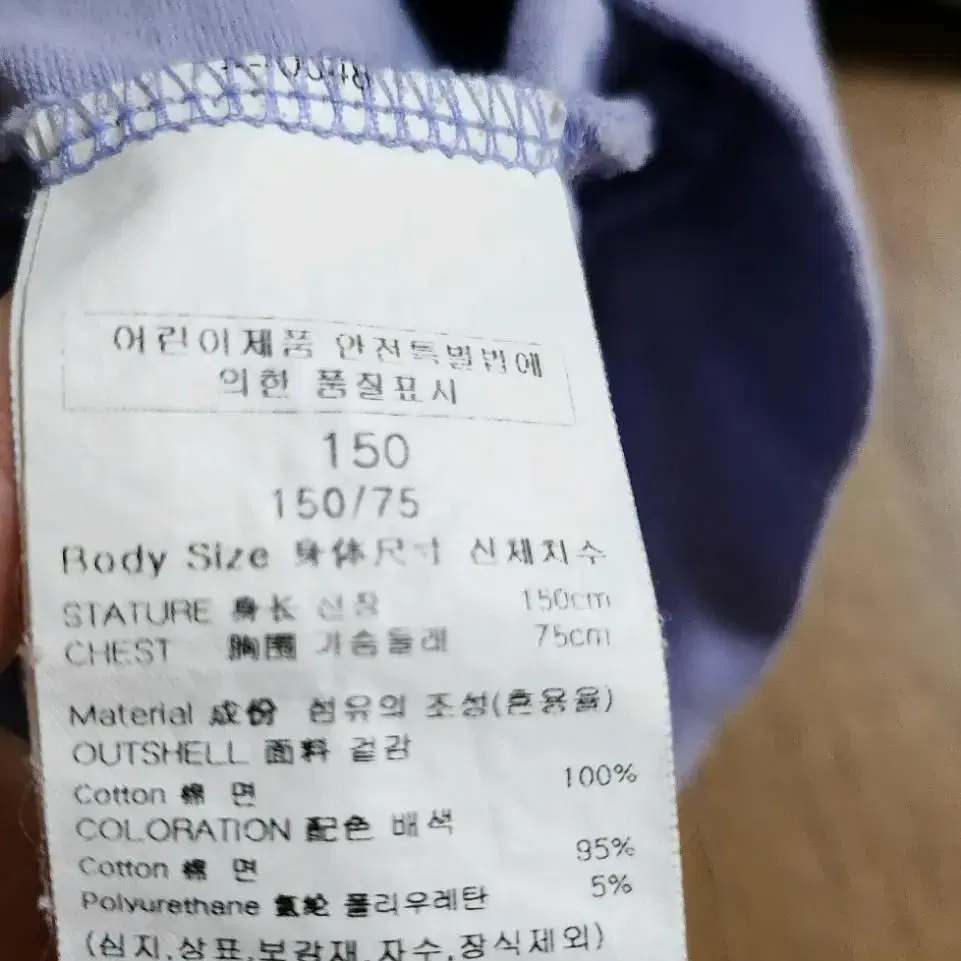 어린이제품 안전특별법에
의한 품질표시
150
150/75
Body Size 身体尺寸 신체치수
STATURE 身长 신장 150cm
CHEST 胸围 가슴둘레 75cm
Material 成份 섬유의 조성(혼용율)
OUTSHELL 面料 겉감
Cotton 棉 면 100%
COLORATION 配色 배색
Cotton 棉 면 95%
Polyurethane 氨纶 폴리우레탄 5%
(심지,상표,보강재,자수,장식제외)